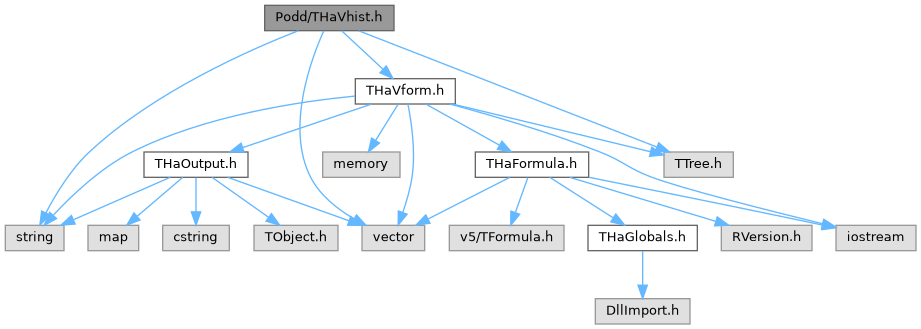 Podd/THaVhist.h
THaVform.h
THaOutput.h
memory
THaFormula.h
TTree.h
string
map
cstring
TObject.h
vector
v5/TFormula.h
THaGlobals.h
RVersion.h
iostream
DllImport.h